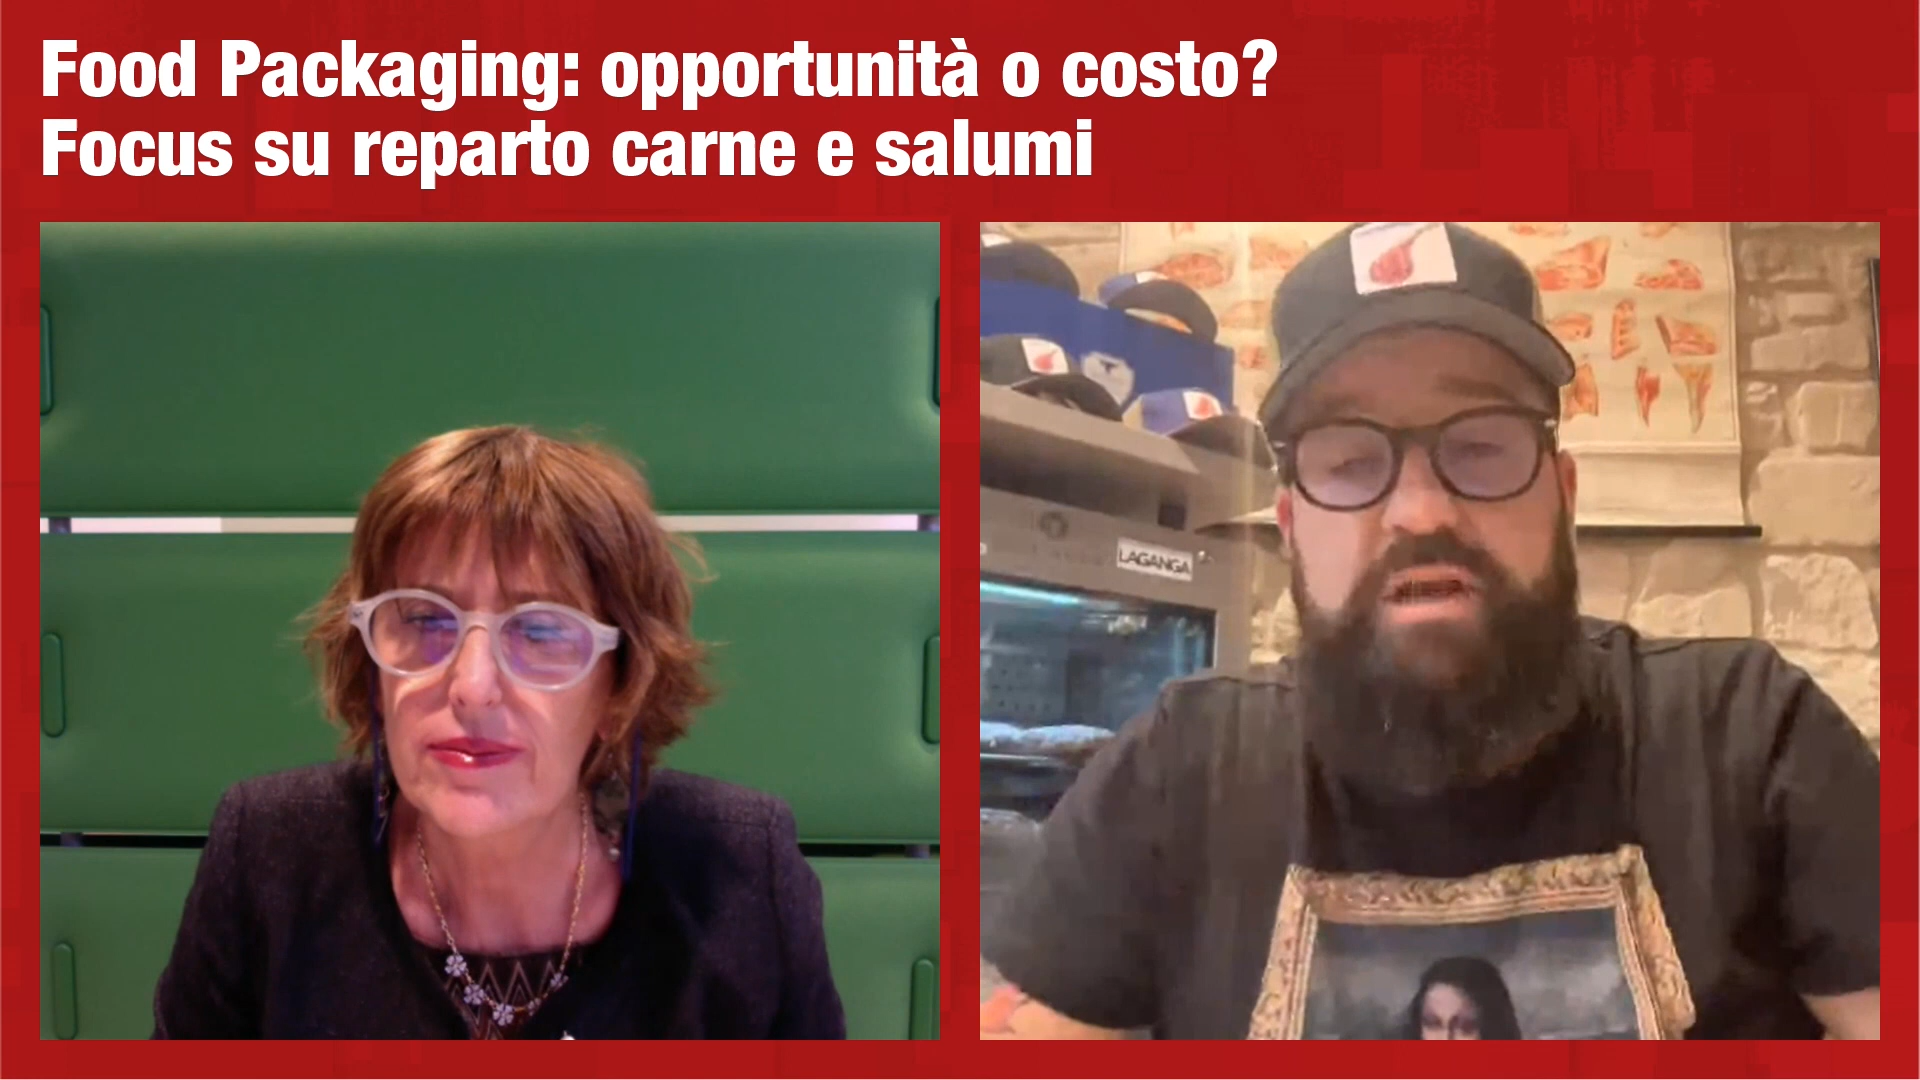 Food Packaging: opportunità o costo?
Focus su reparto carne e salumi
LAGANGA